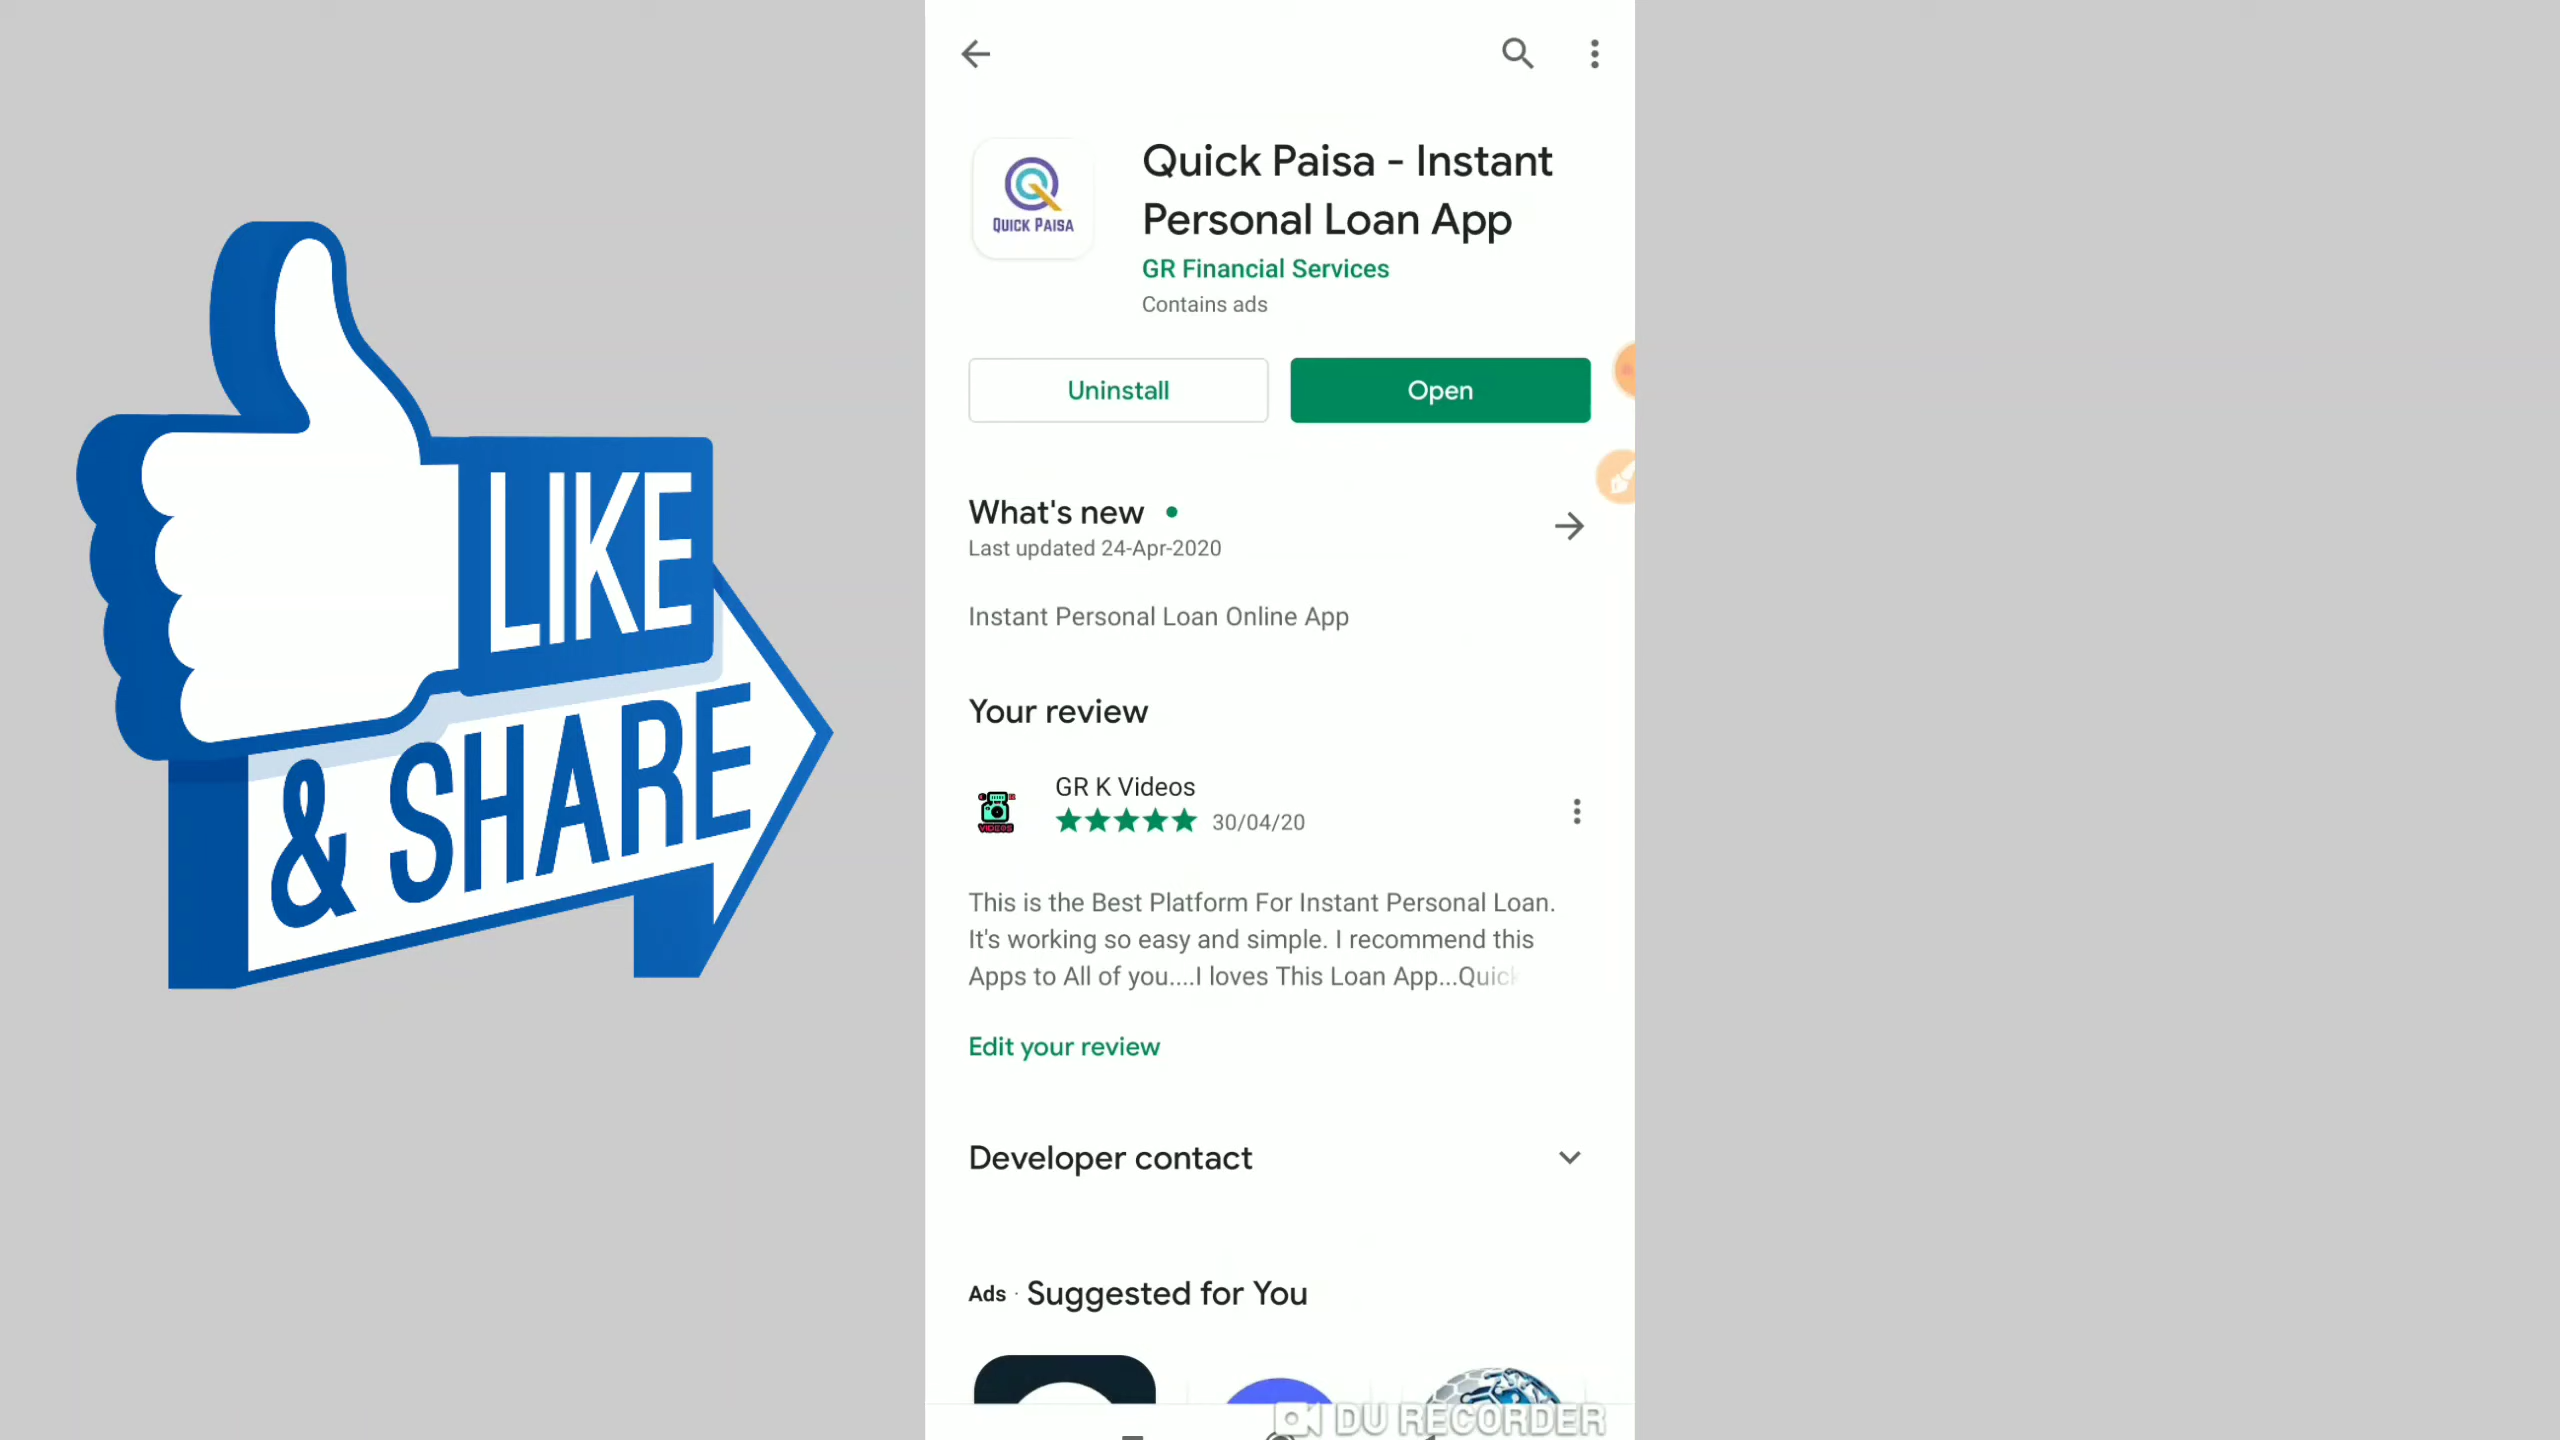 LIKE
& SHARE
Quick Paisa - Instant
Personal Loan App
QUICK PAISA
GR Financial Services
Contains ads
Uninstall
Open
What's new
Last updated 24-Apr-2020
Instant Personal Loan Online App
Your review
GR K Videos
VIDEOS
30/04/20
This is the Best Platform For Instant Personal Loan.
It's working so easy and simple. I recommend this
Apps to All of you....I loves This Loan App...Quick
Edit your review
Developer contact
Ads · Suggested for You
DU RECORDER